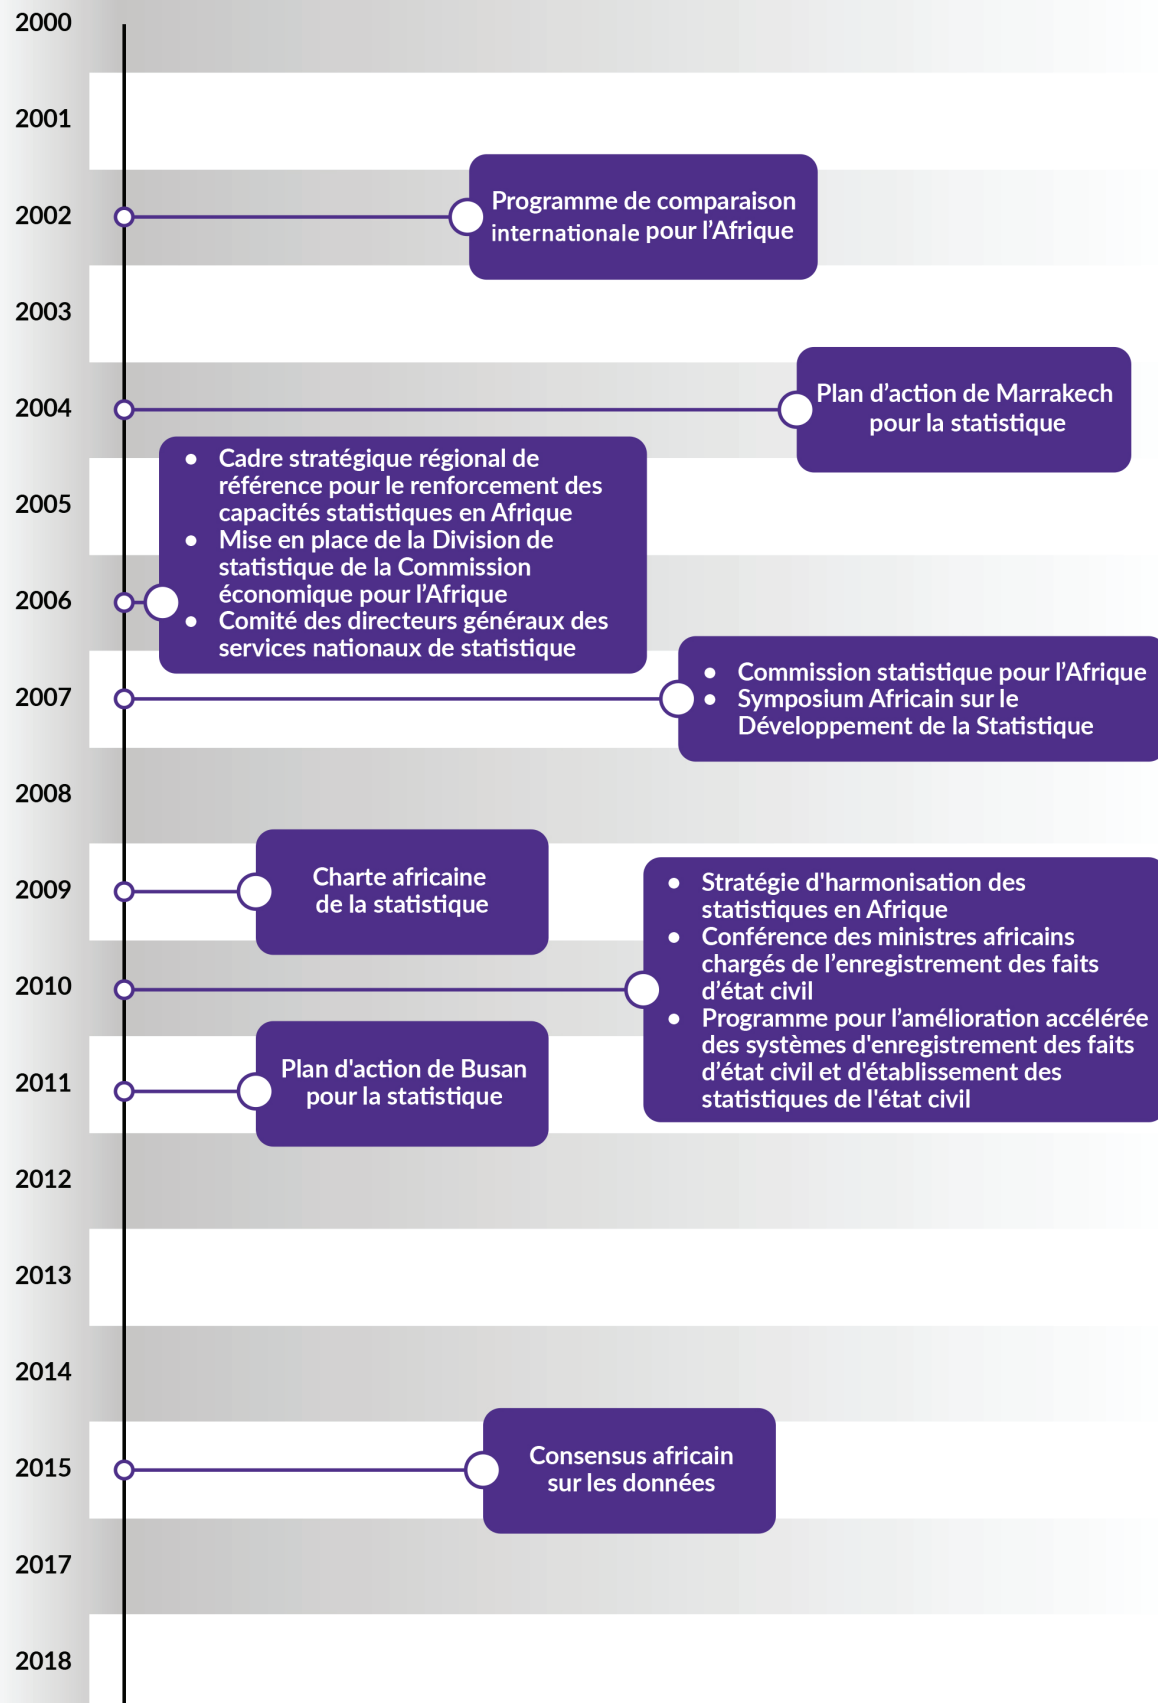 2000
2001
2002
Programme de comparaison
internationale pour l’Afrique
2003
2004
Plan d’action de Marrakech
pour la statistique
2005
2006
• Cadre stratégique régional de
référence pour le renforcement des
capacités statistiques en Afrique
• Mise en place de la Division de
statistique de la Commission
économique pour l’Afrique
• Comité des directeurs généraux des
services nationaux de statistique
2007
• Commission statistique pour l’Afrique
• Symposium Africain sur le
Développement de la Statistique
2008
2009
Charte africaine
de la statistique
2010
• Stratégie d'harmonisation des
statistiques en Afrique
• Conférence des ministres africains
chargés de l’enregistrement des faits
d’état civil
• Programme pour l’amélioration accélérée
des systèmes d'enregistrement des faits
d’état civil et d'établissement des
statistiques de l'état civil
2011
Plan d'action de Busan
pour la statistique
2012
2013
2014
2015
Consensus africain
sur les données
2017
2018